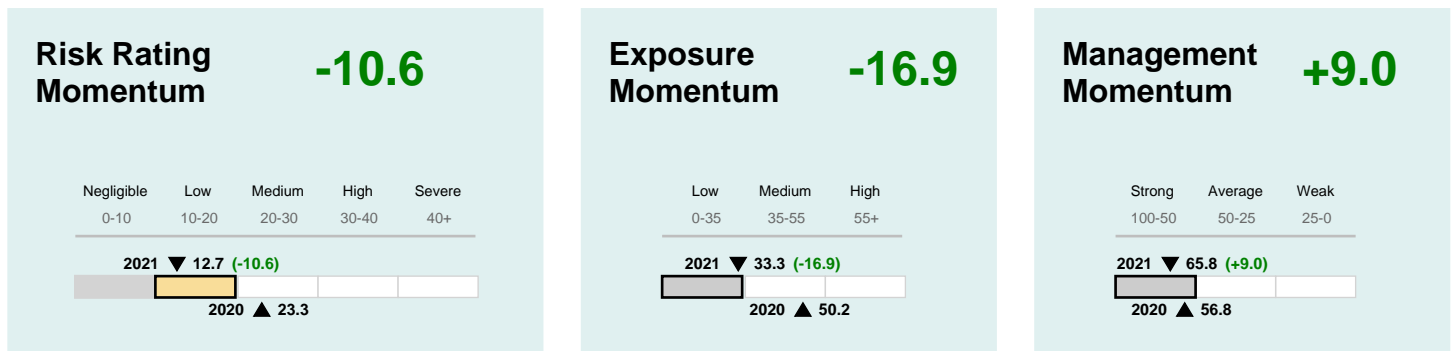 Risk Rating
Momentum
-10.6
Negligible Low Medium High Severe
0-10 10-20 20-30 30-40 40+
2021 ▼ 12.7 (-10.6)
2020 ▲ 23.3
Exposure
Momentum
-16.9
Low Medium High
0-35 35-55 55+
2021 ▼ 33.3 (-16.9)
2020 ▲ 50.2
Management
Momentum
+9.0
Strong Average Weak
100-50 50-25 25-0
2021 ▼ 65.8 (+9.0)
2020 ▲ 56.8